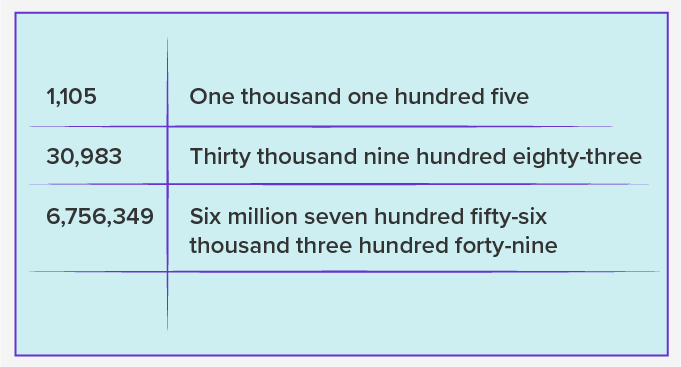 1,105 One thousand one hundred five
30,983 Thirty thousand nine hundred eighty-three
6,756,349 Six million seven hundred fifty-six
thousand three hundred forty-nine